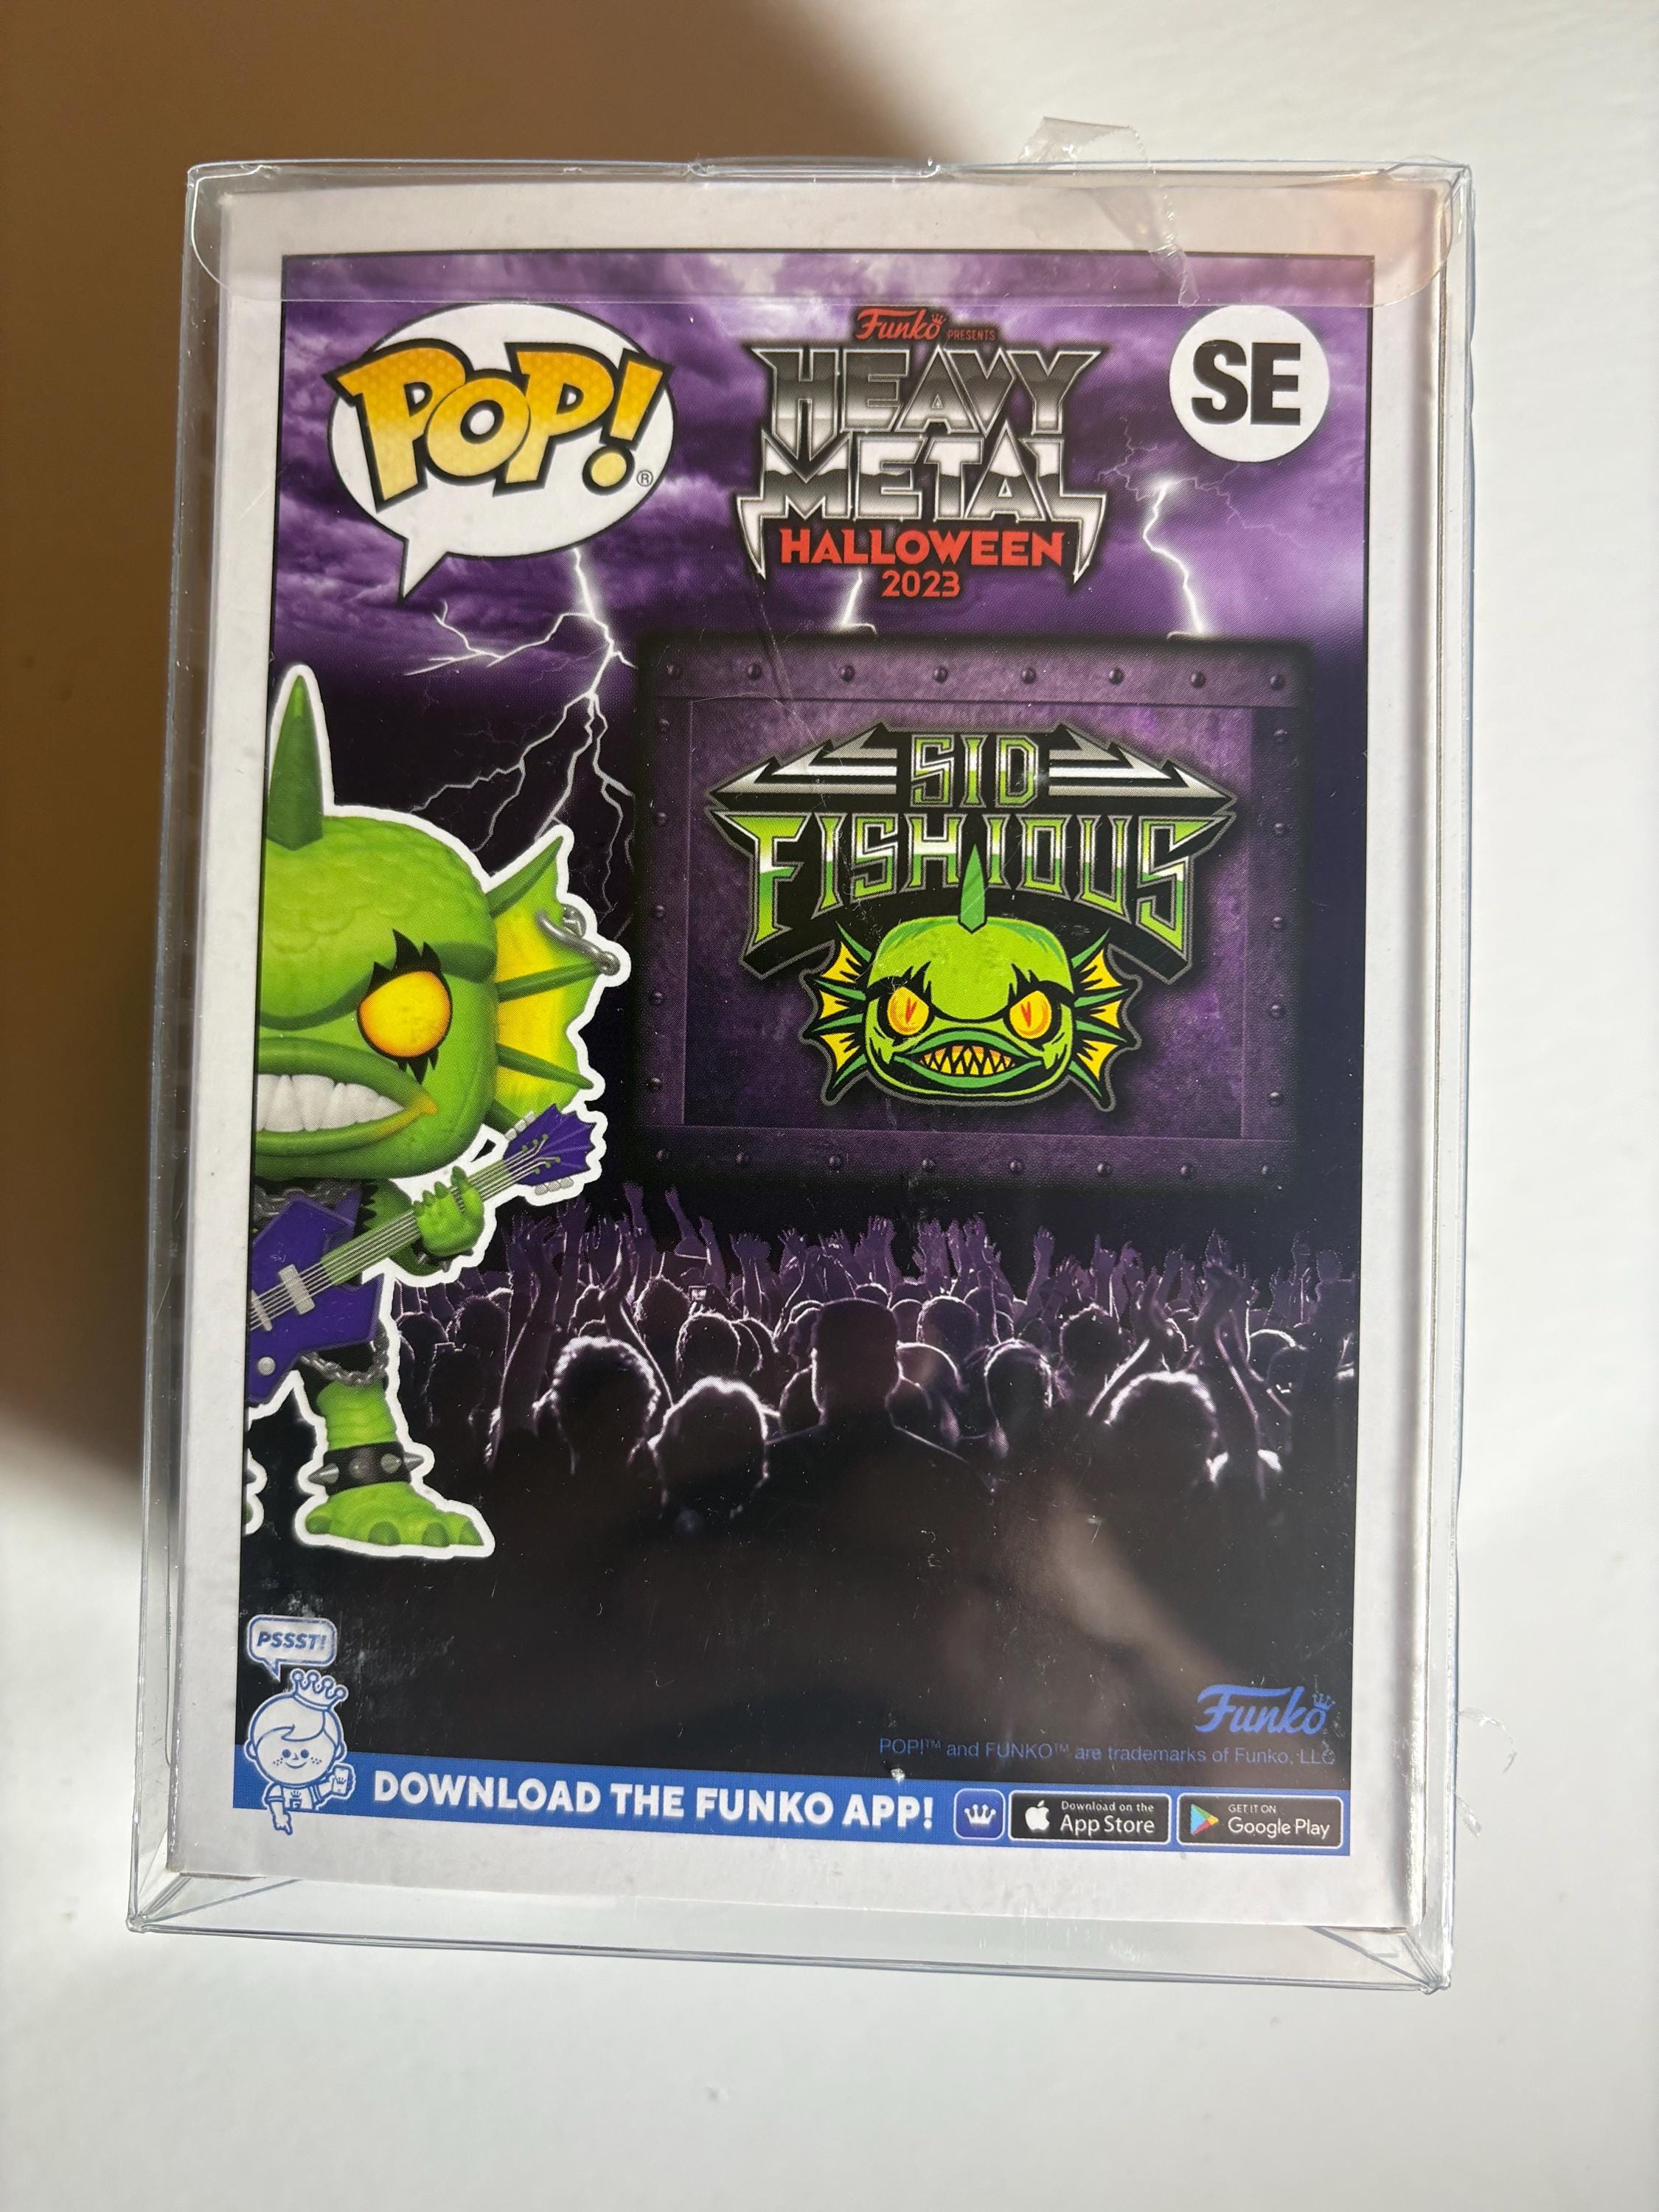 POP!®
Funko PRESENTS
HEAVY
METAL
HALLOWEEN
2023
SE
SID
FISHIOUS
PSSST!
Funko
POP!™ and FUNKO™ are trademarks of Funko, LLC
DOWNLOAD THE FUNKO APP!
Download on the
App Store
GET IT ON
Google Play